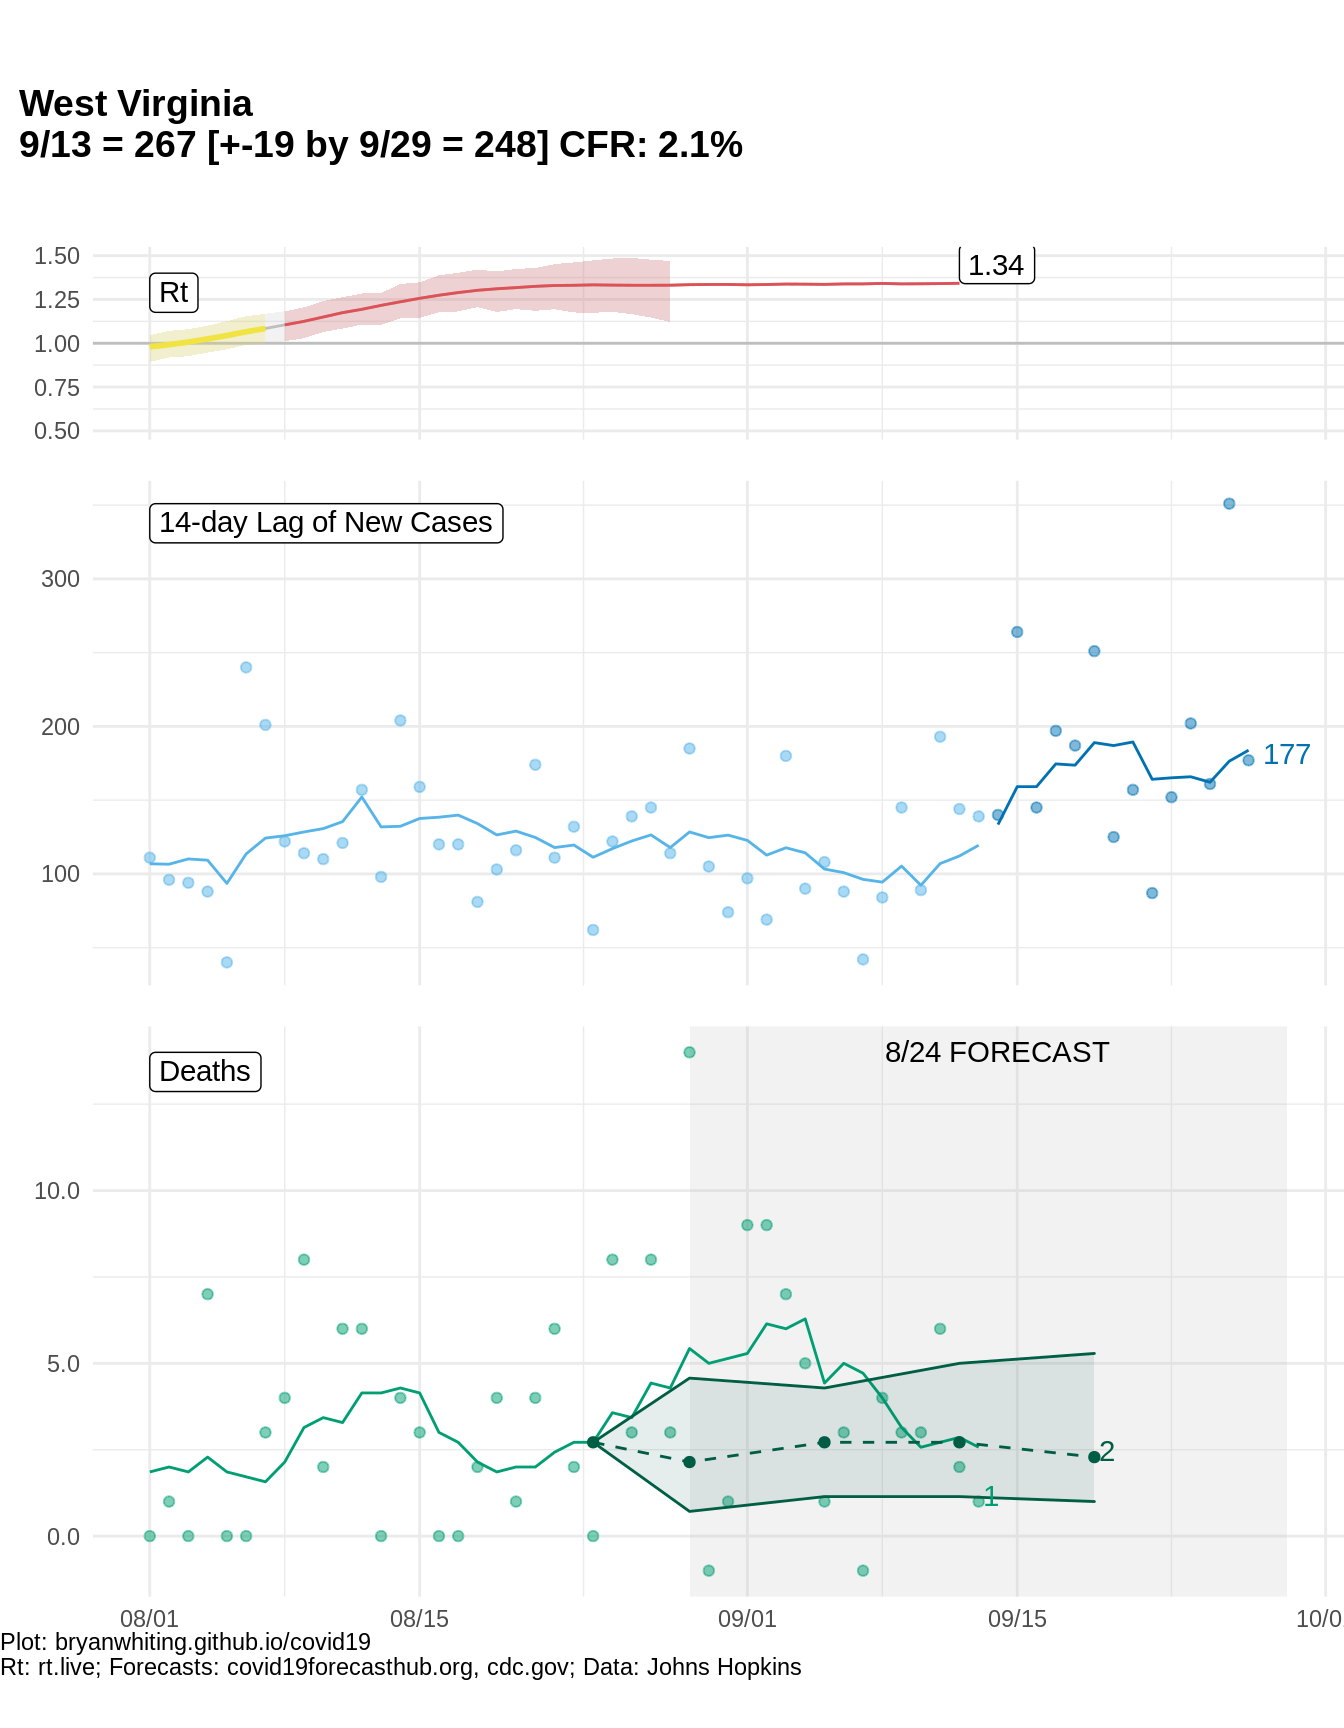 West Virginia
9/13 = 267 [+-19 by 9/29 = 248] CFR: 2.1%
1.50
1.34
Rt
1.25
1.00
0.75
0.50
14-day Lag of New Cases
300
200
177
100
8/24 FORECAST
Deaths
10.0
5.0
2
1
0.0
08/01 08/15 09/01 09/15 10/0
Plot: bryanwhiting.github.io/covid19
Rt: rt.live; Forecasts: covid19forecasthub.org, cdc.gov; Data: Johns Hopkins